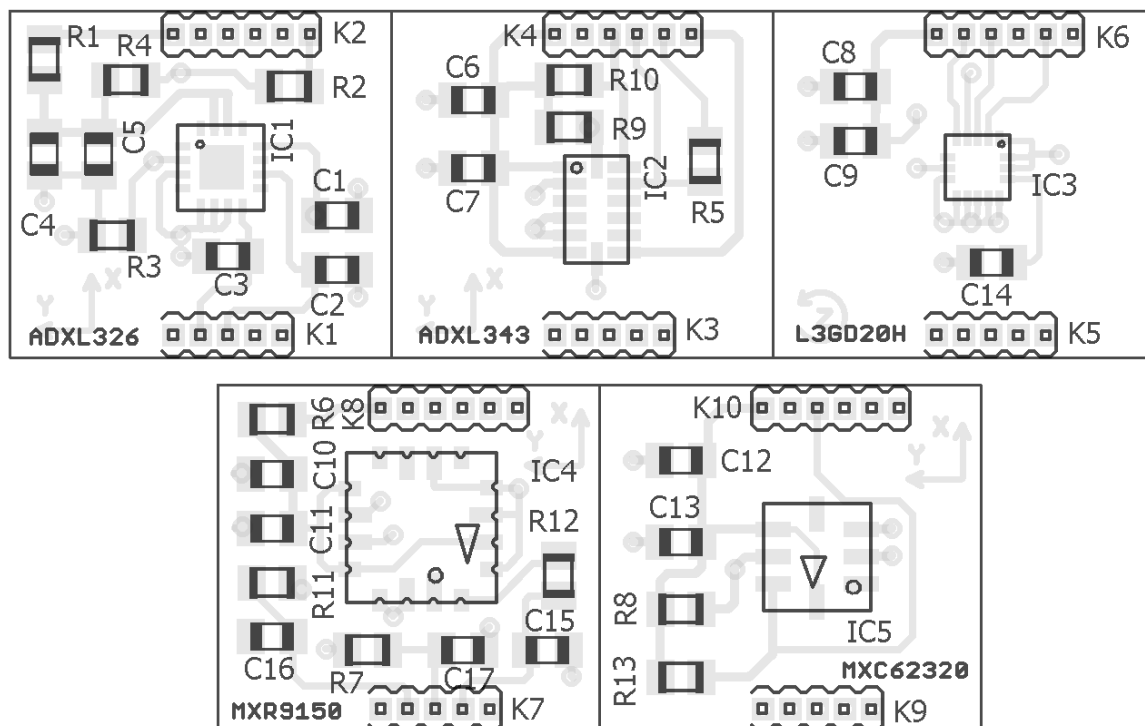 R1
R4
K2
R2
C5
IC1
C1
C4
R3
C3
C2
ADXL326
K1
Y
X
K4
C6
R10
R9
C7
IC2
R5
Y
X
ADXL343
K3
K6
C8
C9
IC3
C14
Z
L3GD20H
K5
R6
K8
C10
IC4
C11
R12
R11
C15
C16
R7
C17
MXR9150
K7
X
Y
K10
C12
C13
R8
IC5
R13
MXC62320
K9
X
Y